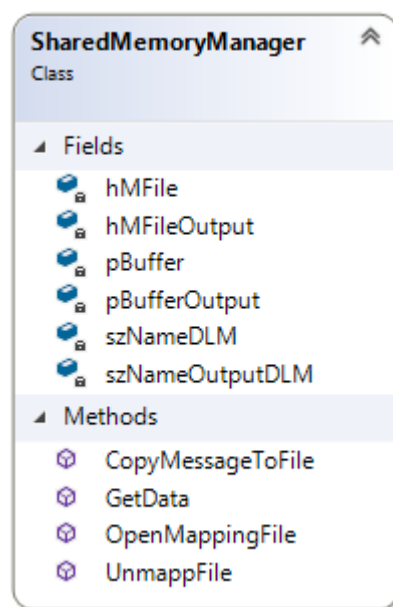 SharedMemoryManager
Class
Fields
hMFile
hMFileOutput
pBuffer
pBufferOutput
szNameDLM
szNameOutputDLM
Methods
CopyMessageToFile
GetData
OpenMappingFile
UnmappFile